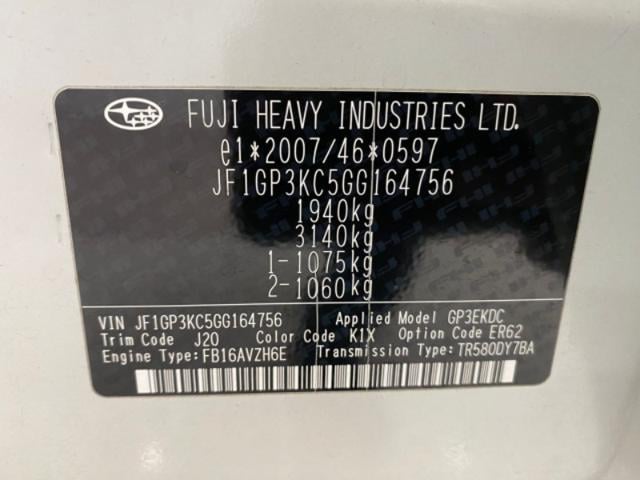 FUJI HEAVY INDUSTRIES LTD.
e1*2007/46*0597
JF1GP3KC5GG164756
1940kg
3140kg
1-1075kg
2-1060kg
VIN JF1GP3KC5GG164756 Applied Model GP3EKDC
Trim Code J20 Color Code K1X Option Code ER62
Engine Type:FB16AVZH6E Transmission Type:TR580DY7BA